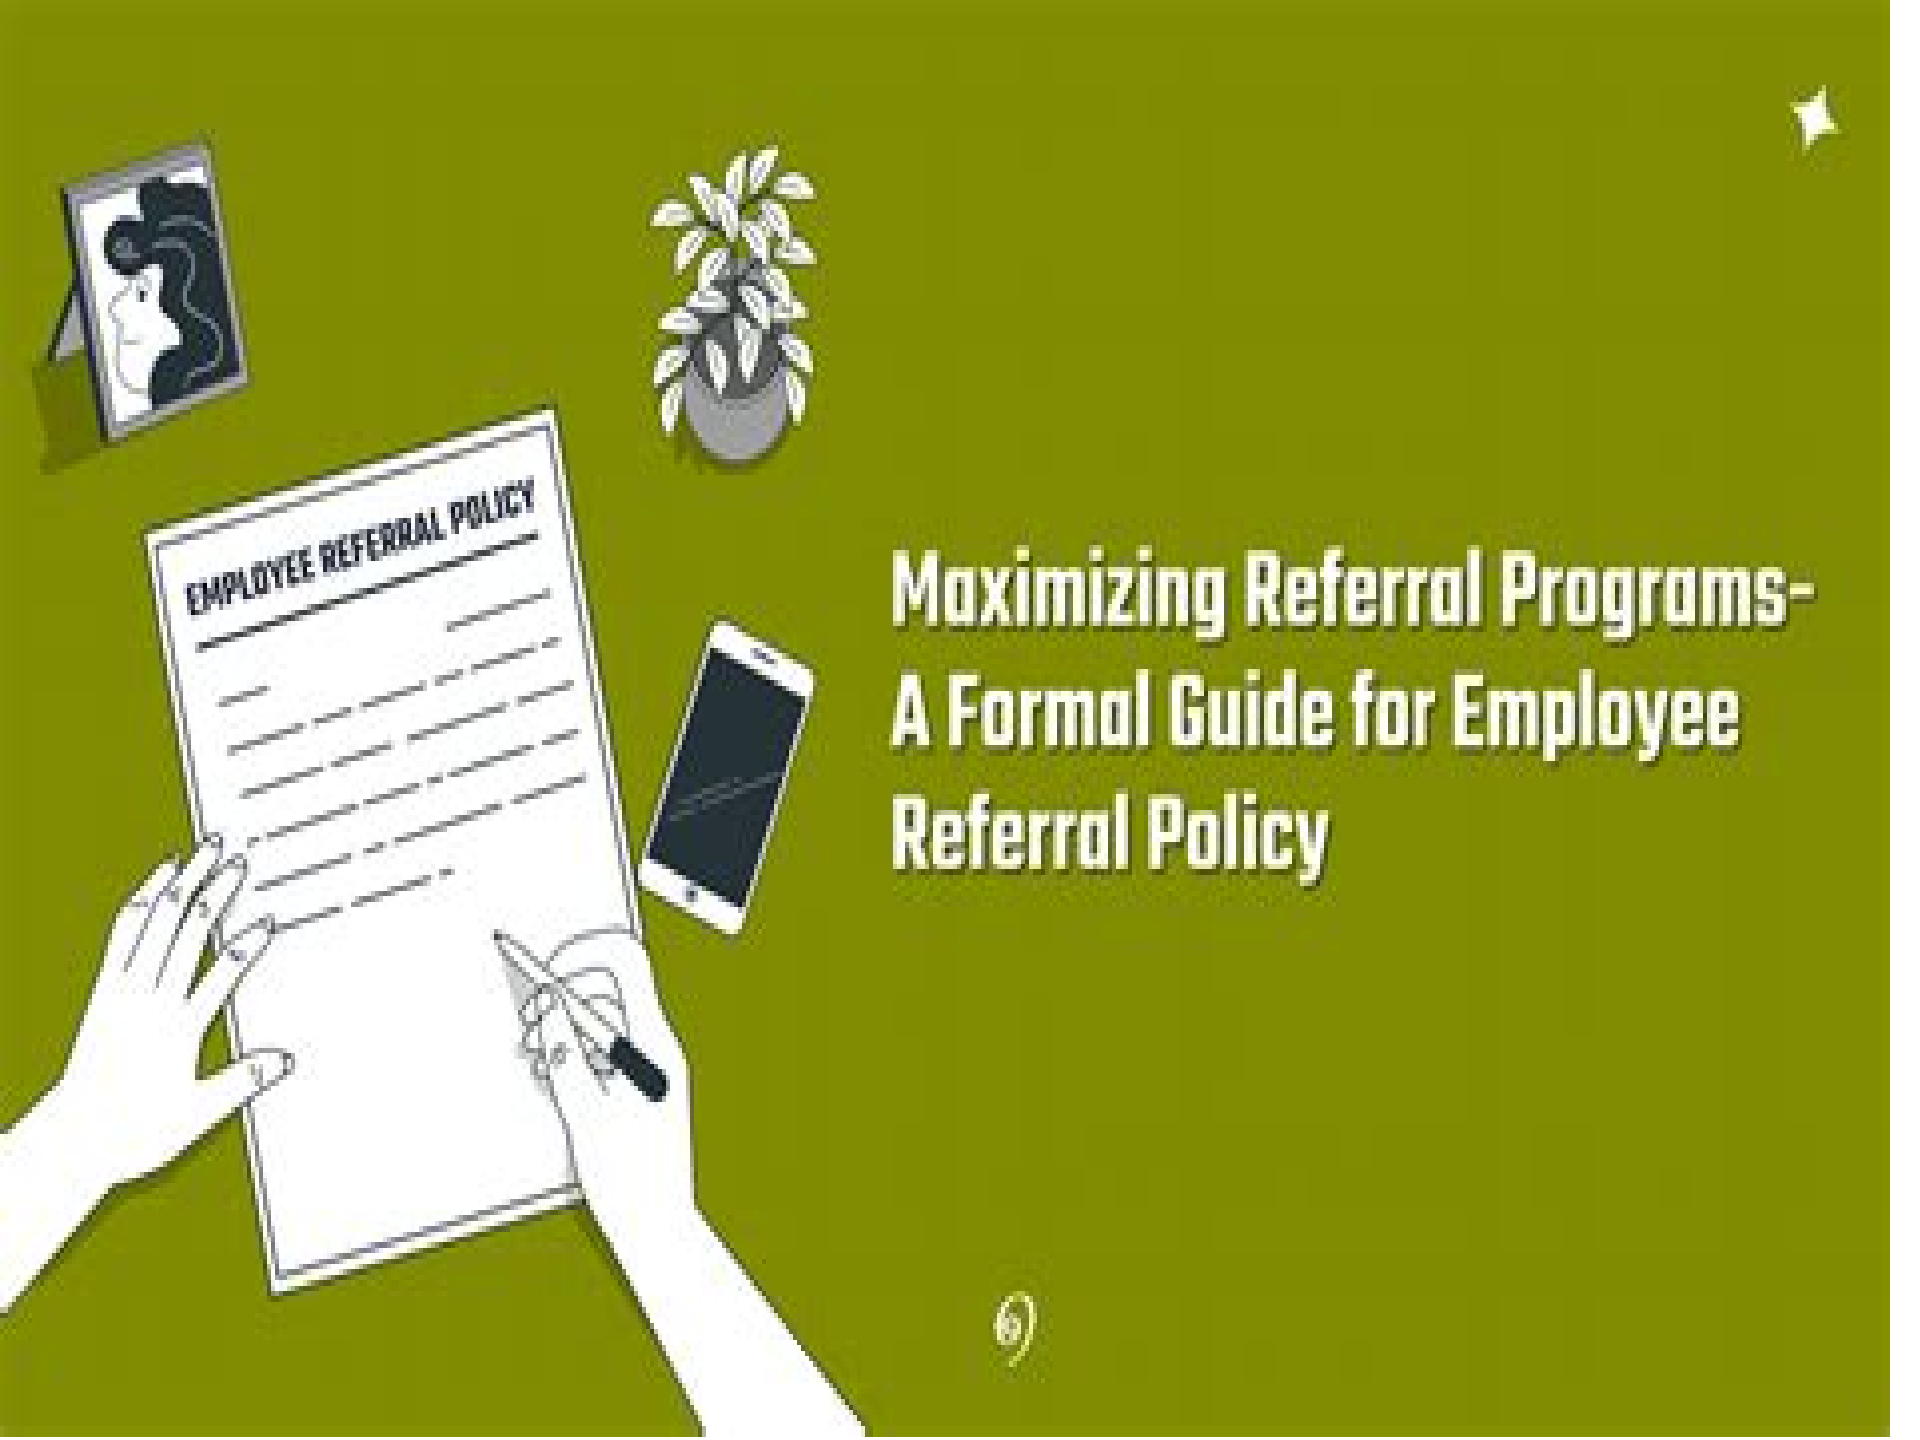 EMPLOYEE REFERRAL POLICY
Maximizing Referral Programs-
A Formal Guide for Employee
Referral Policy